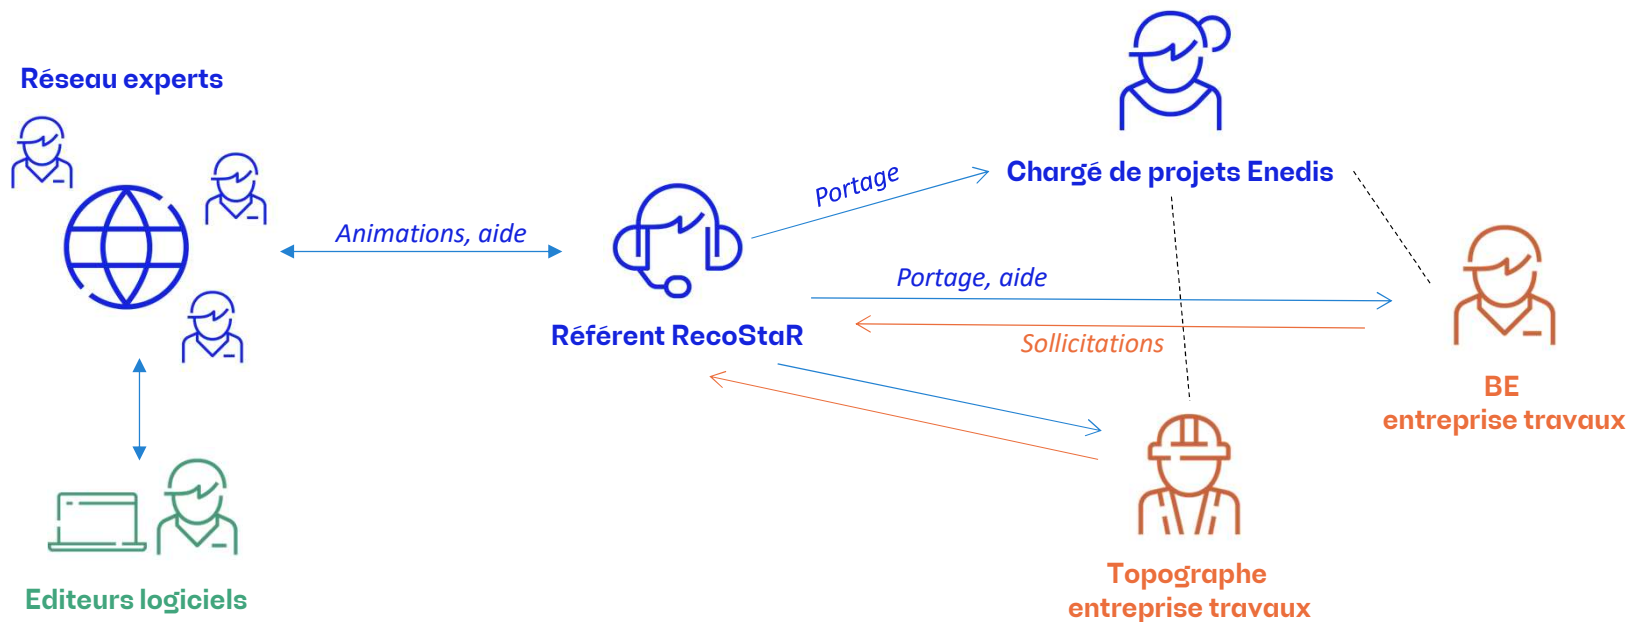 Réseau experts
Animations, aide
Référent RecoStaR
Portage
Chargé de projets Enedis
Portage, aide
Sollicitations
BE
entreprise travaux
Topographe
entreprise travaux
Editeurs logiciels